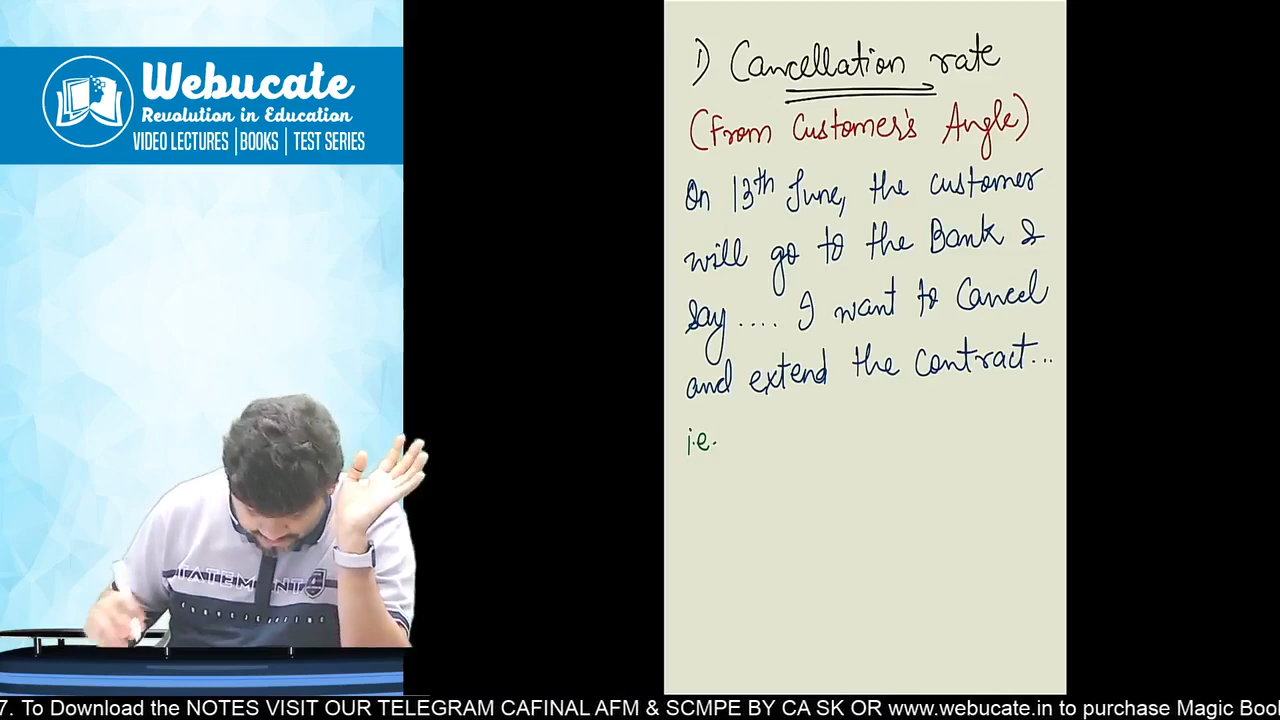 Webucate
Revolution in Education
VIDEO LECTURES | BOOKS | TEST SERIES
1) Cancellation rate
(From Customer's Angle)
On 13th June, the customer
will go to the Bank &
say.... I want to Cancel
and extend the Contract...
i.e.
TATEMENT
7. To Download the NOTES VISIT OUR TELEGRAM CAFINAL AFM & SCMPE BY CA SK OR www.webucate.in to purchase Magic Boo